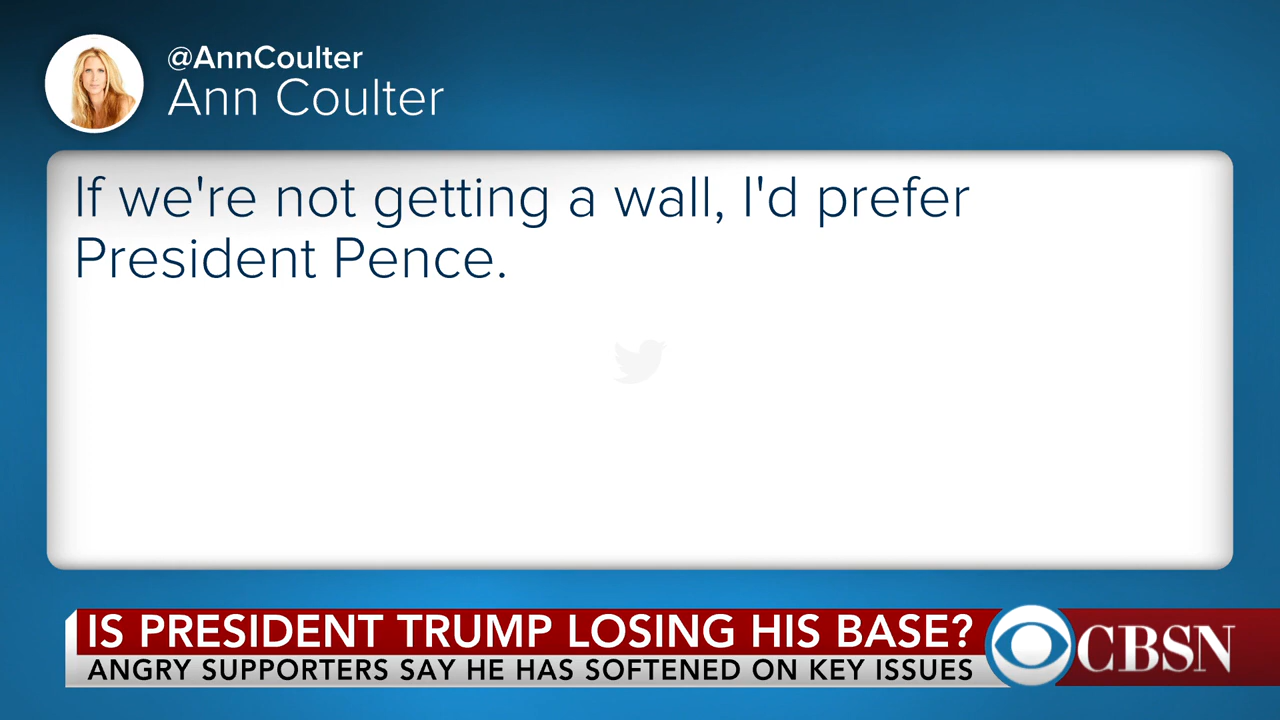 @AnnCoulter
Ann Coulter
If we're not getting a wall, I'd prefer
President Pence.
IS PRESIDENT TRUMP LOSING HIS BASE?
ANGRY SUPPORTERS SAY HE HAS SOFTENED ON KEY ISSUES
CBSN